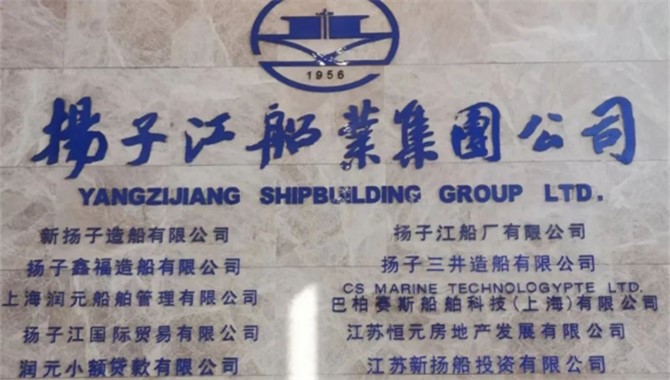 1956
揚子江船業集團公司
YANGZIJIANG SHIPBUILDING GROUP LTD.
新扬子造船有限公司
扬子鑫福造船有限公司
上海润元船舶管理有限公司
扬子江国际贸易有限公司
润元小额贷款有限公司
扬子江船厂有限公司
扬子三井造船有限公司
CS MARINE TECHNOLOGYPTE LTD.
巴柏赛斯船舶科技(上海)有限公司
江苏恒元房地产发展有限公司
江苏新扬船投资有限公司